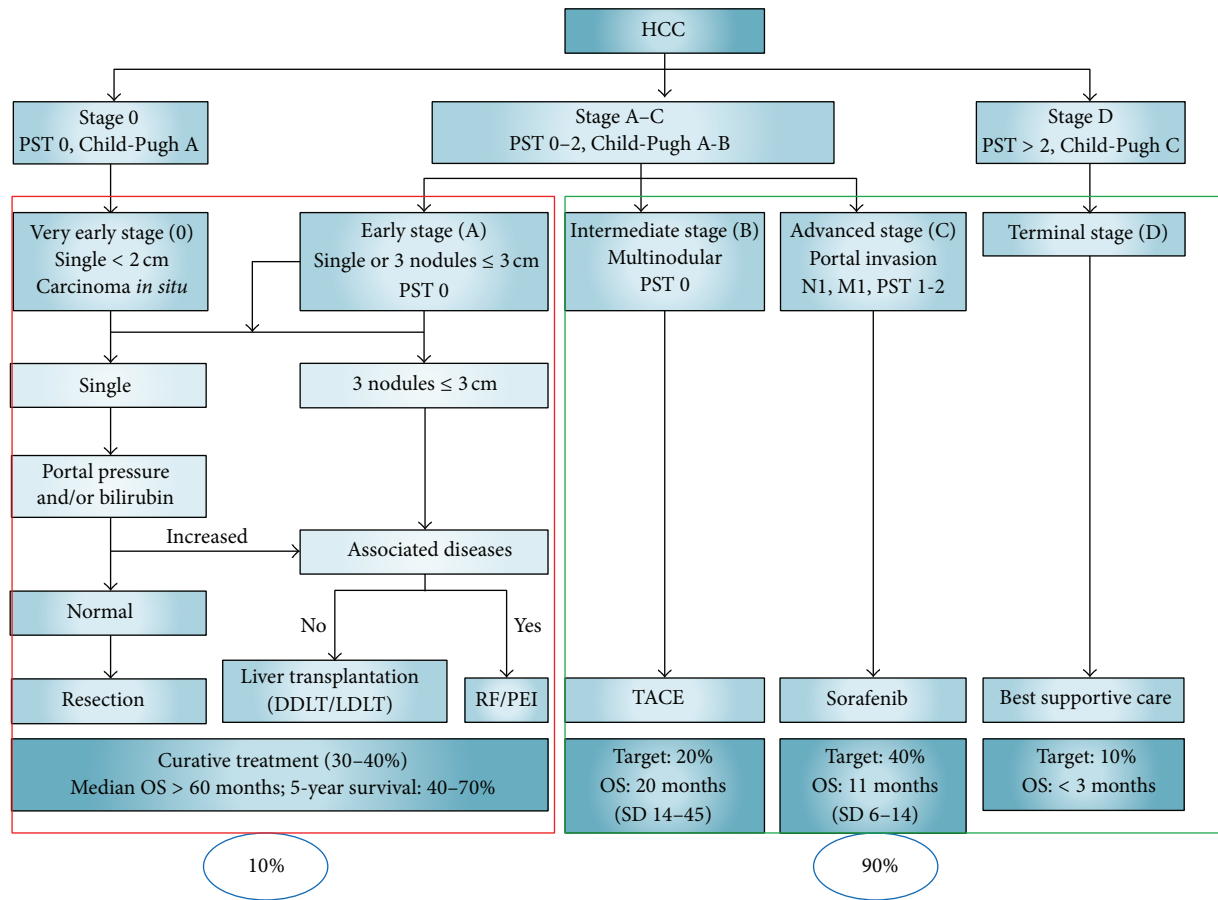 HCC
Stage 0
PST 0, Child-Pugh A
Stage A–C
PST 0–2, Child-Pugh A-B
Stage D
PST > 2, Child-Pugh C
Very early stage (0)
Single < 2 cm
Carcinoma in situ
Early stage (A)
Single or 3 nodules ≤ 3 cm
PST 0
Intermediate stage (B)
Multinodular
PST 0
Advanced stage (C)
Portal invasion
N1, M1, PST 1-2
Terminal stage (D)
Single
3 nodules ≤ 3 cm
Portal pressure
and/or bilirubin
Increased
Associated diseases
Normal
No
Yes
Resection
Liver transplantation
(DDLT/LDLT)
RF/PEI
TACE
Sorafenib
Best supportive care
Curative treatment (30–40%)
Median OS > 60 months; 5-year survival: 40–70%
Target: 20%
OS: 20 months
(SD 14–45)
Target: 40%
OS: 11 months
(SD 6–14)
Target: 10%
OS: < 3 months
10%
90%